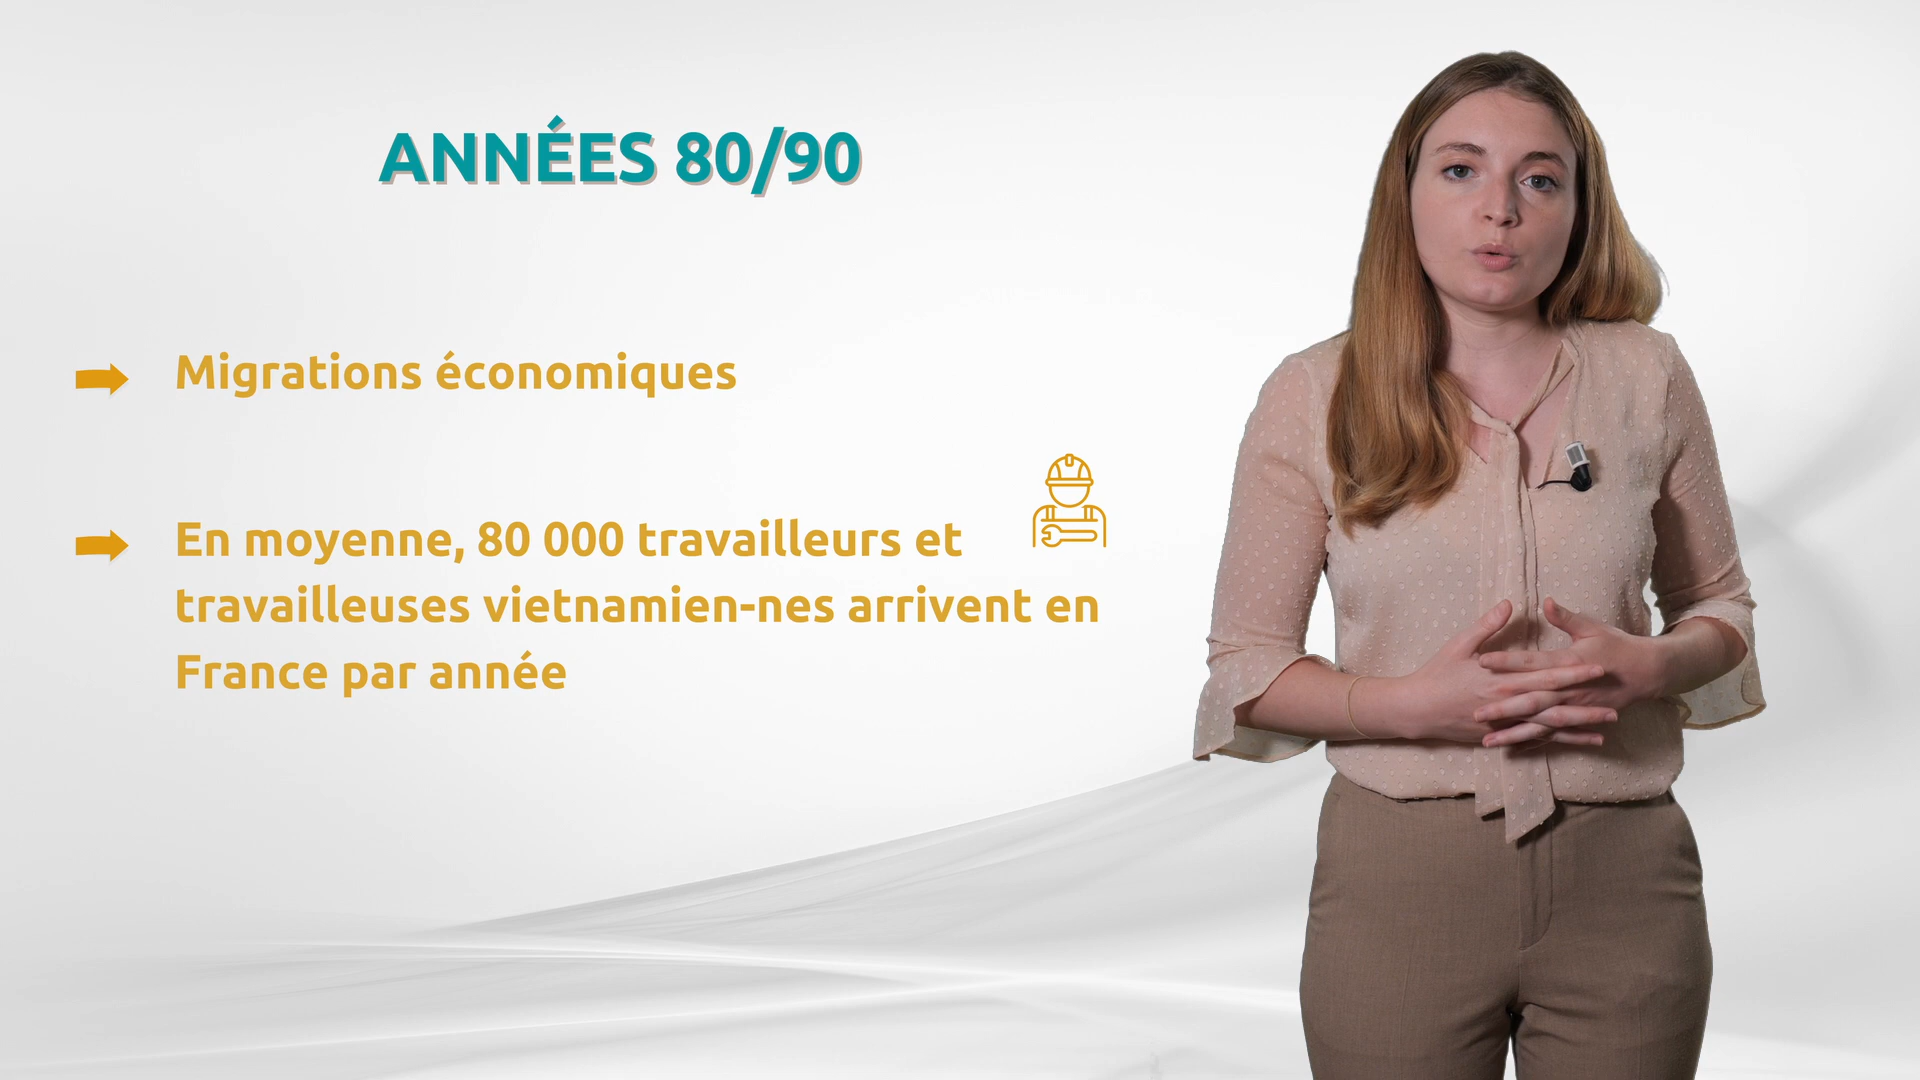 ANNÉES 80/90
Migrations économiques
En moyenne, 80 000 travailleurs et
travailleuses vietnamien-nes arrivent en
France par année